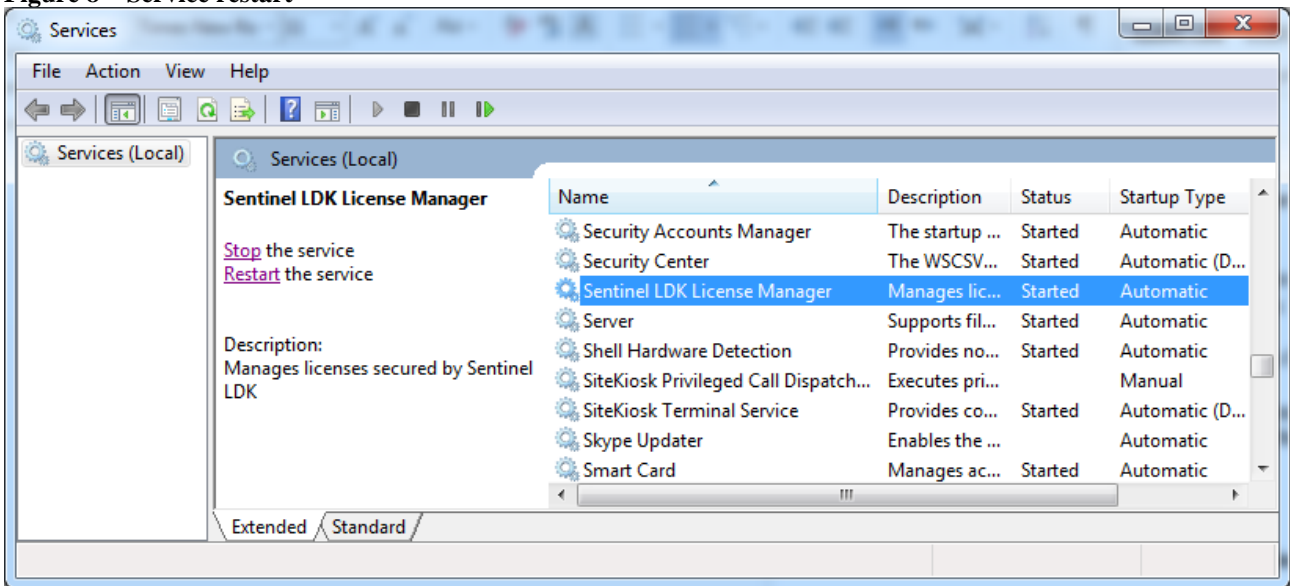 Figure 8 – Service restart
Services
File Action View Help
Services (Local)
Services (Local)
Sentinel LDK License Manager
Stop the service
Restart the service
Description:
Manages licenses secured by Sentinel
LDK
Name Description Status Startup Type
Security Accounts Manager The startup ... Started Automatic
Security Center The WSCSV... Started Automatic (D...
Sentinel LDK License Manager Manages lic... Started Automatic
Server Supports fil... Started Automatic
Shell Hardware Detection Provides no... Started Automatic
SiteKiosk Privileged Call Dispatch... Executes pri... Manual
SiteKiosk Terminal Service Provides co... Started Automatic (D...
Skype Updater Enables the ... Automatic
Smart Card Manages ac... Started Automatic
Extended Standard